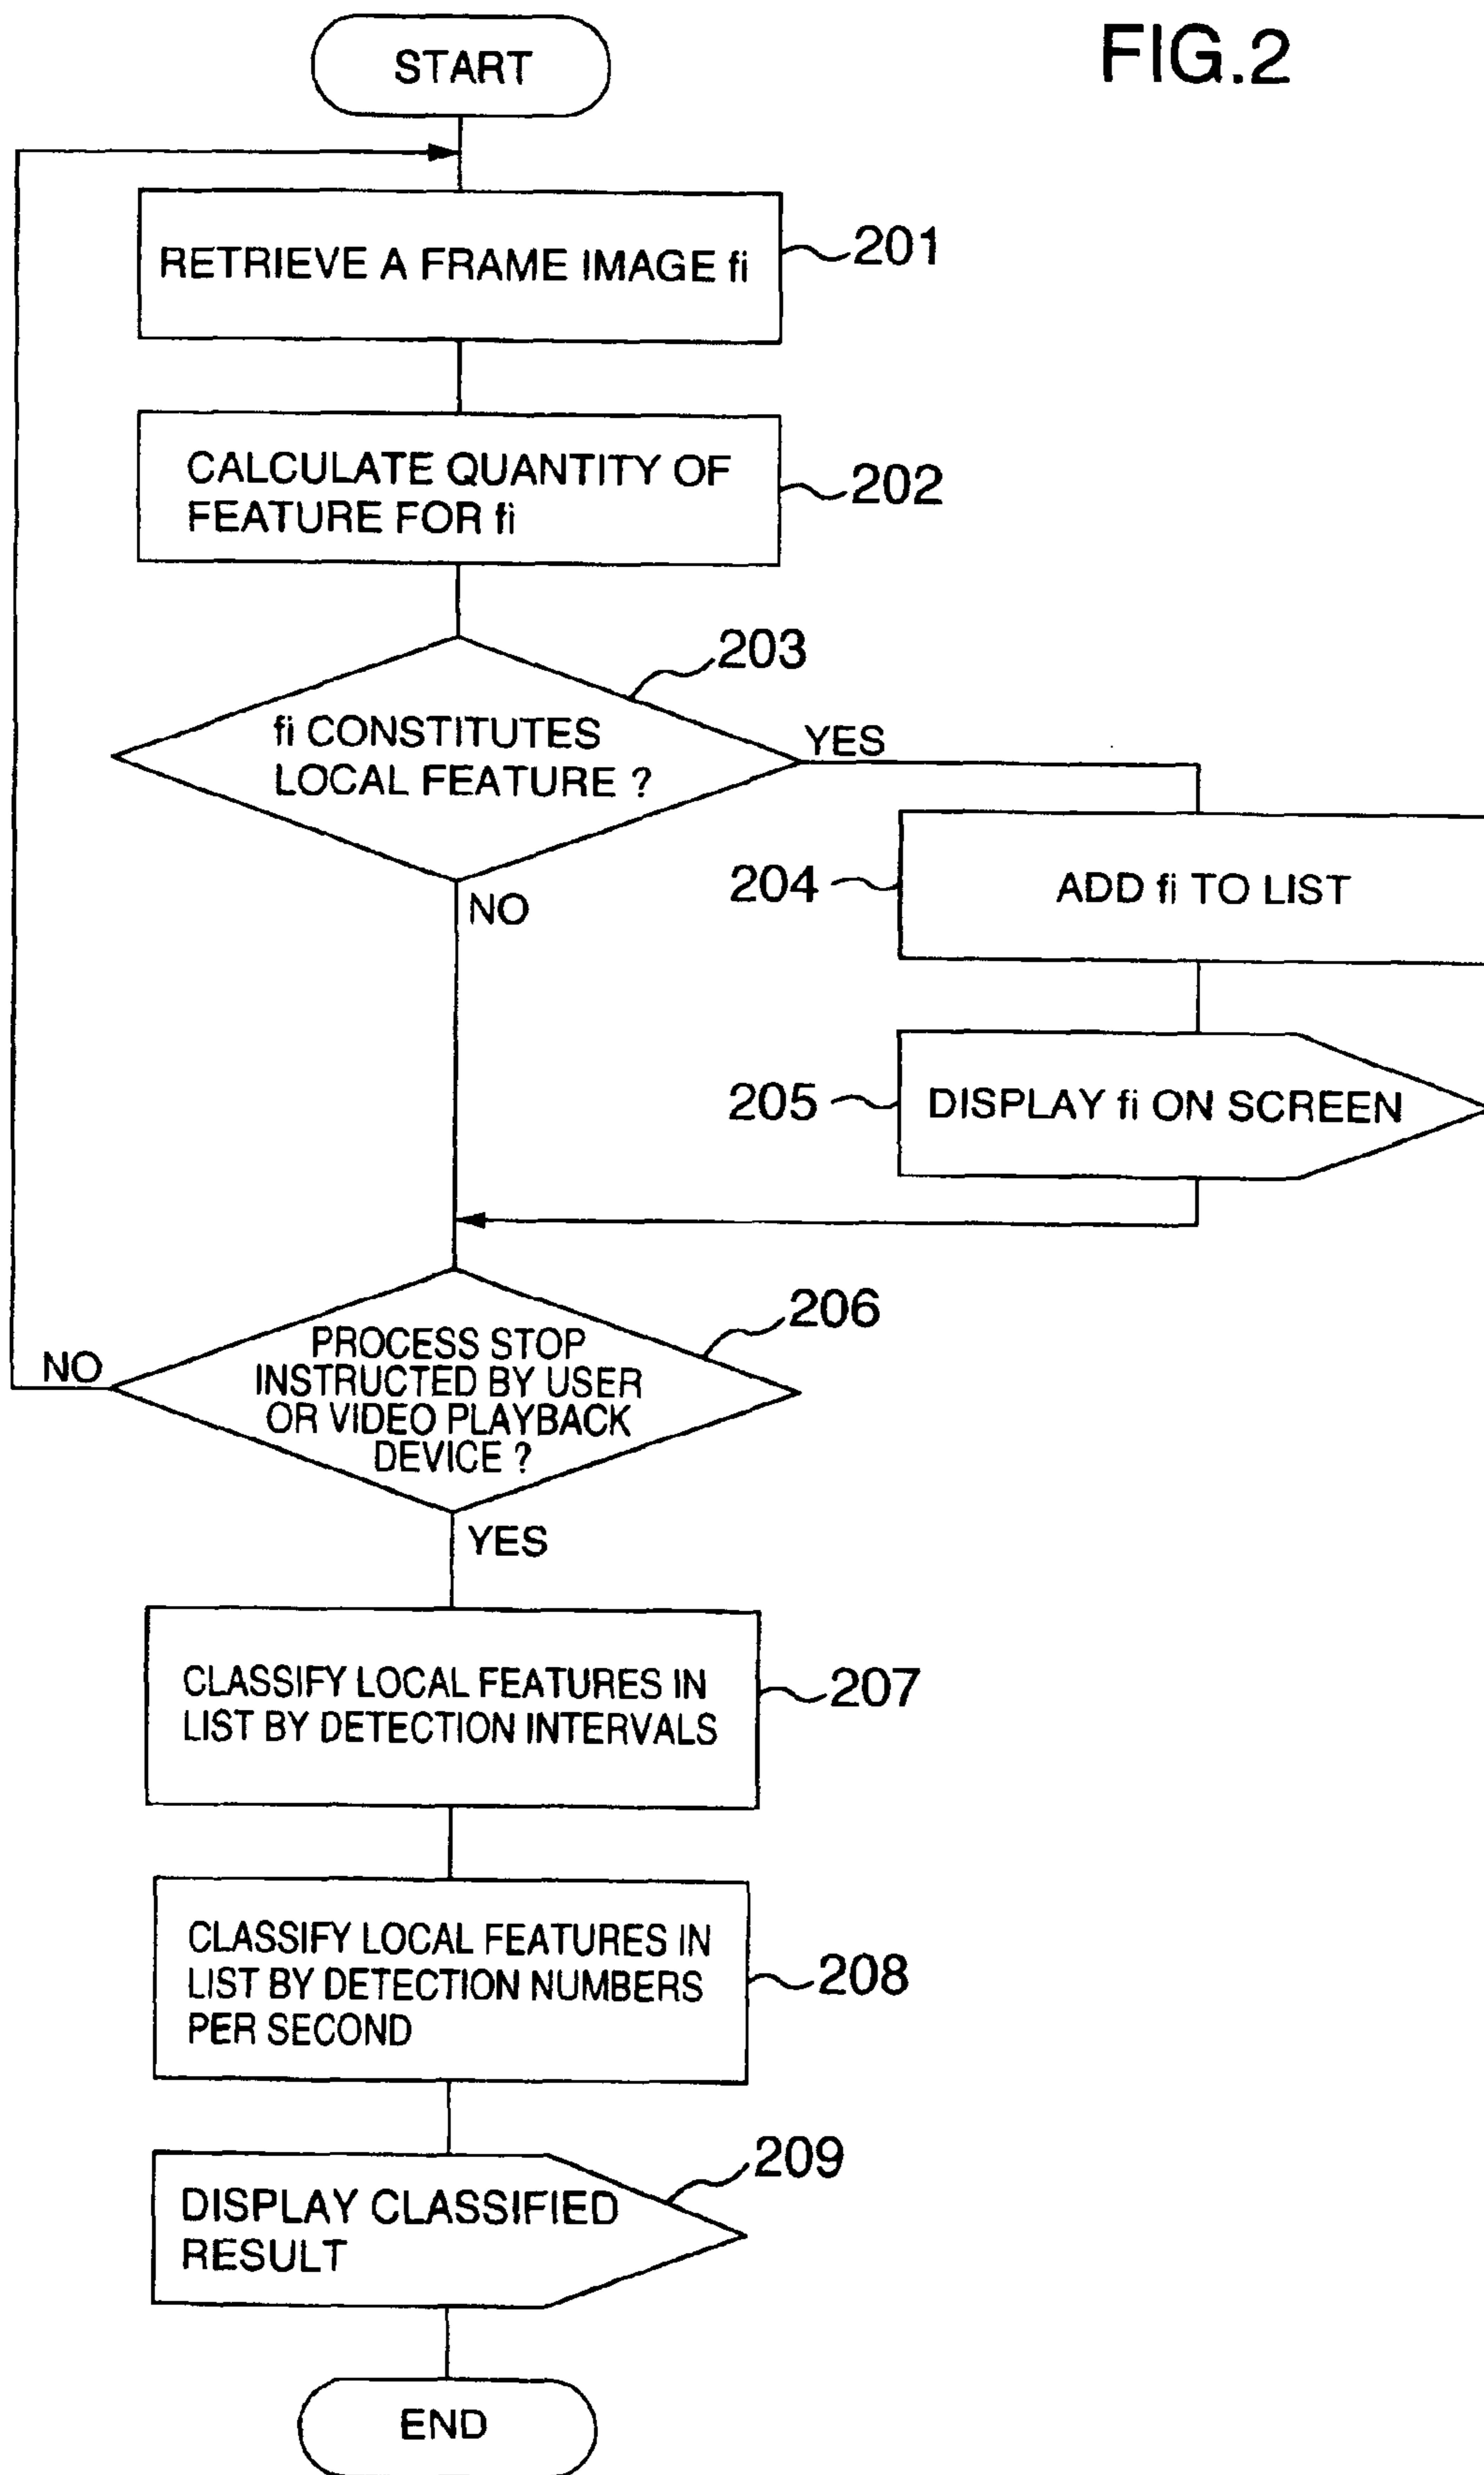 FIG.2
START
RETRIEVE A FRAME IMAGE fi
201
CALCULATE QUANTITY OF
FEATURE FOR fi
202
203
fi CONSTITUTES
LOCAL FEATURE ?
YES
NO
204
ADD fi TO LIST
205
DISPLAY fi ON SCREEN
206
PROCESS STOP
INSTRUCTED BY USER
OR VIDEO PLAYBACK
DEVICE ?
NO
YES
CLASSIFY LOCAL FEATURES IN
LIST BY DETECTION INTERVALS
207
CLASSIFY LOCAL FEATURES IN
LIST BY DETECTION NUMBERS
PER SECOND
208
209
DISPLAY CLASSIFIED
RESULT
END